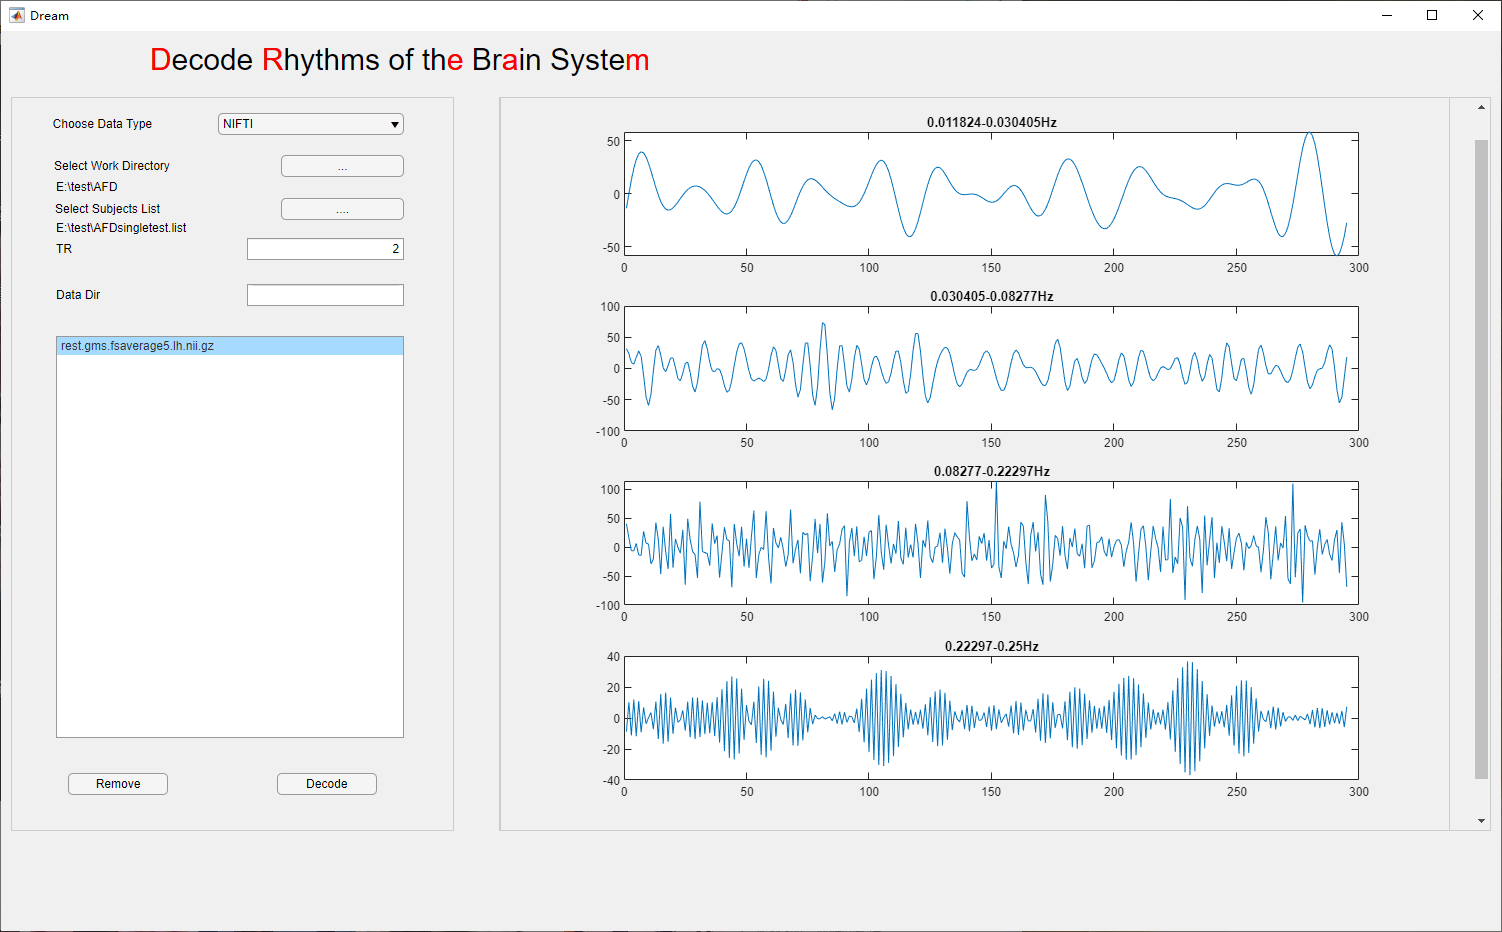 Dream
Decode Rhythms of the Brain System
Choose Data Type
NIFTI
Select Work Directory
...
E:\test\AFD
Select Subjects List
....
E:\test\AFDsingletest.list
TR
2
Data Dir
rest.gms.fsaverage5.lh.nii.gz
Remove
Decode
0.011824-0.030405Hz
50
0
-50
0 50 100 150 200 250 300
0.030405-0.08277Hz
100
50
0
-50
-100
0 50 100 150 200 250 300
0.08277-0.22297Hz
100
50
0
-50
-100
0 50 100 150 200 250 300
0.22297-0.25Hz
40
20
0
-20
-40
0 50 100 150 200 250 300